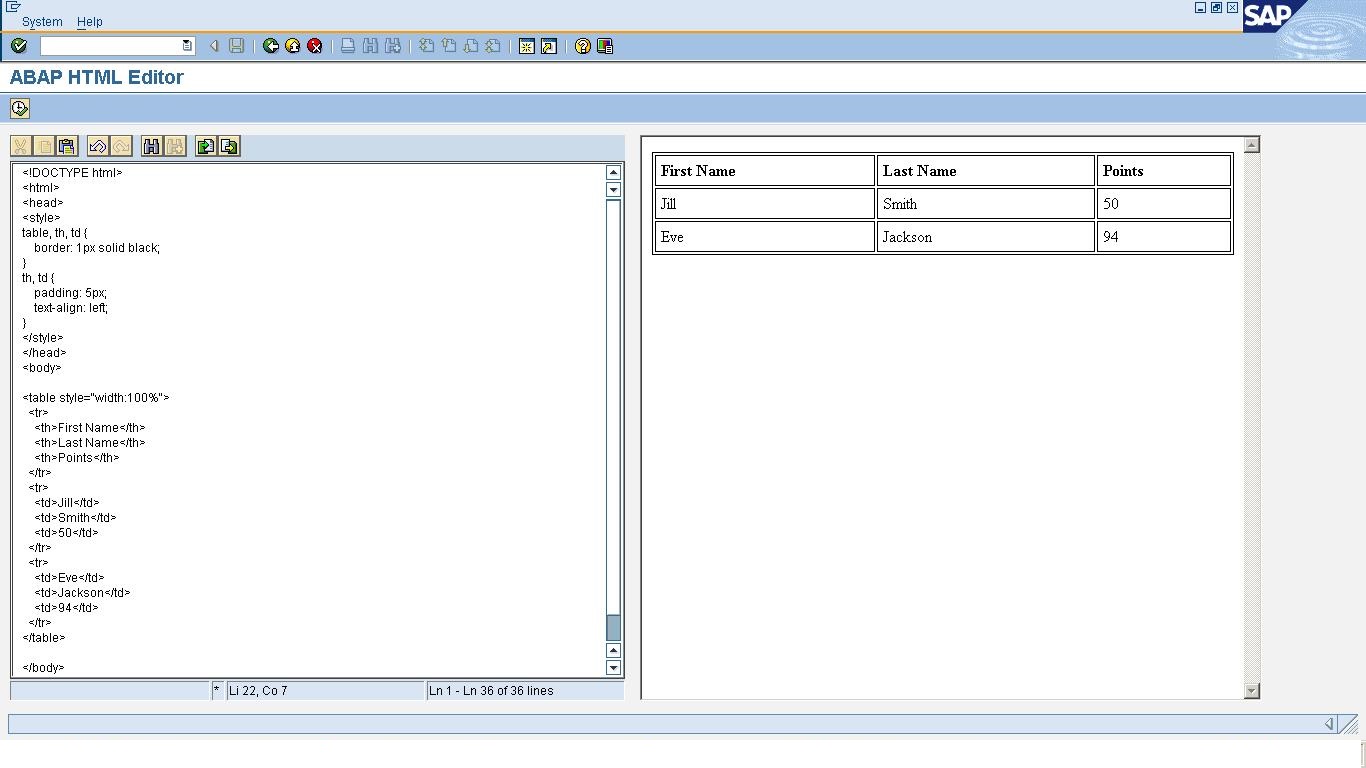 System Help
SAP
ABAP HTML Editor
<!DOCTYPE html>
<html>
<head>
<style>
table, th, td {
    border: 1px solid black;
}
th, td {
    padding: 5px;
    text-align: left;
}
</style>
</head>
<body>

<table style="width:100%">
  <tr>
    <th>First Name</th>
    <th>Last Name</th>
    <th>Points</th>
  </tr>
  <tr>
    <td>Jill</td>
    <td>Smith</td>
    <td>50</td>
  </tr>
  <tr>
    <td>Eve</td>
    <td>Jackson</td>
    <td>94</td>
  </tr>
</table>

</body>
* Li 22, Co 7 Ln 1 - Ln 36 of 36 lines
First Name Last Name Points
Jill Smith 50
Eve Jackson 94